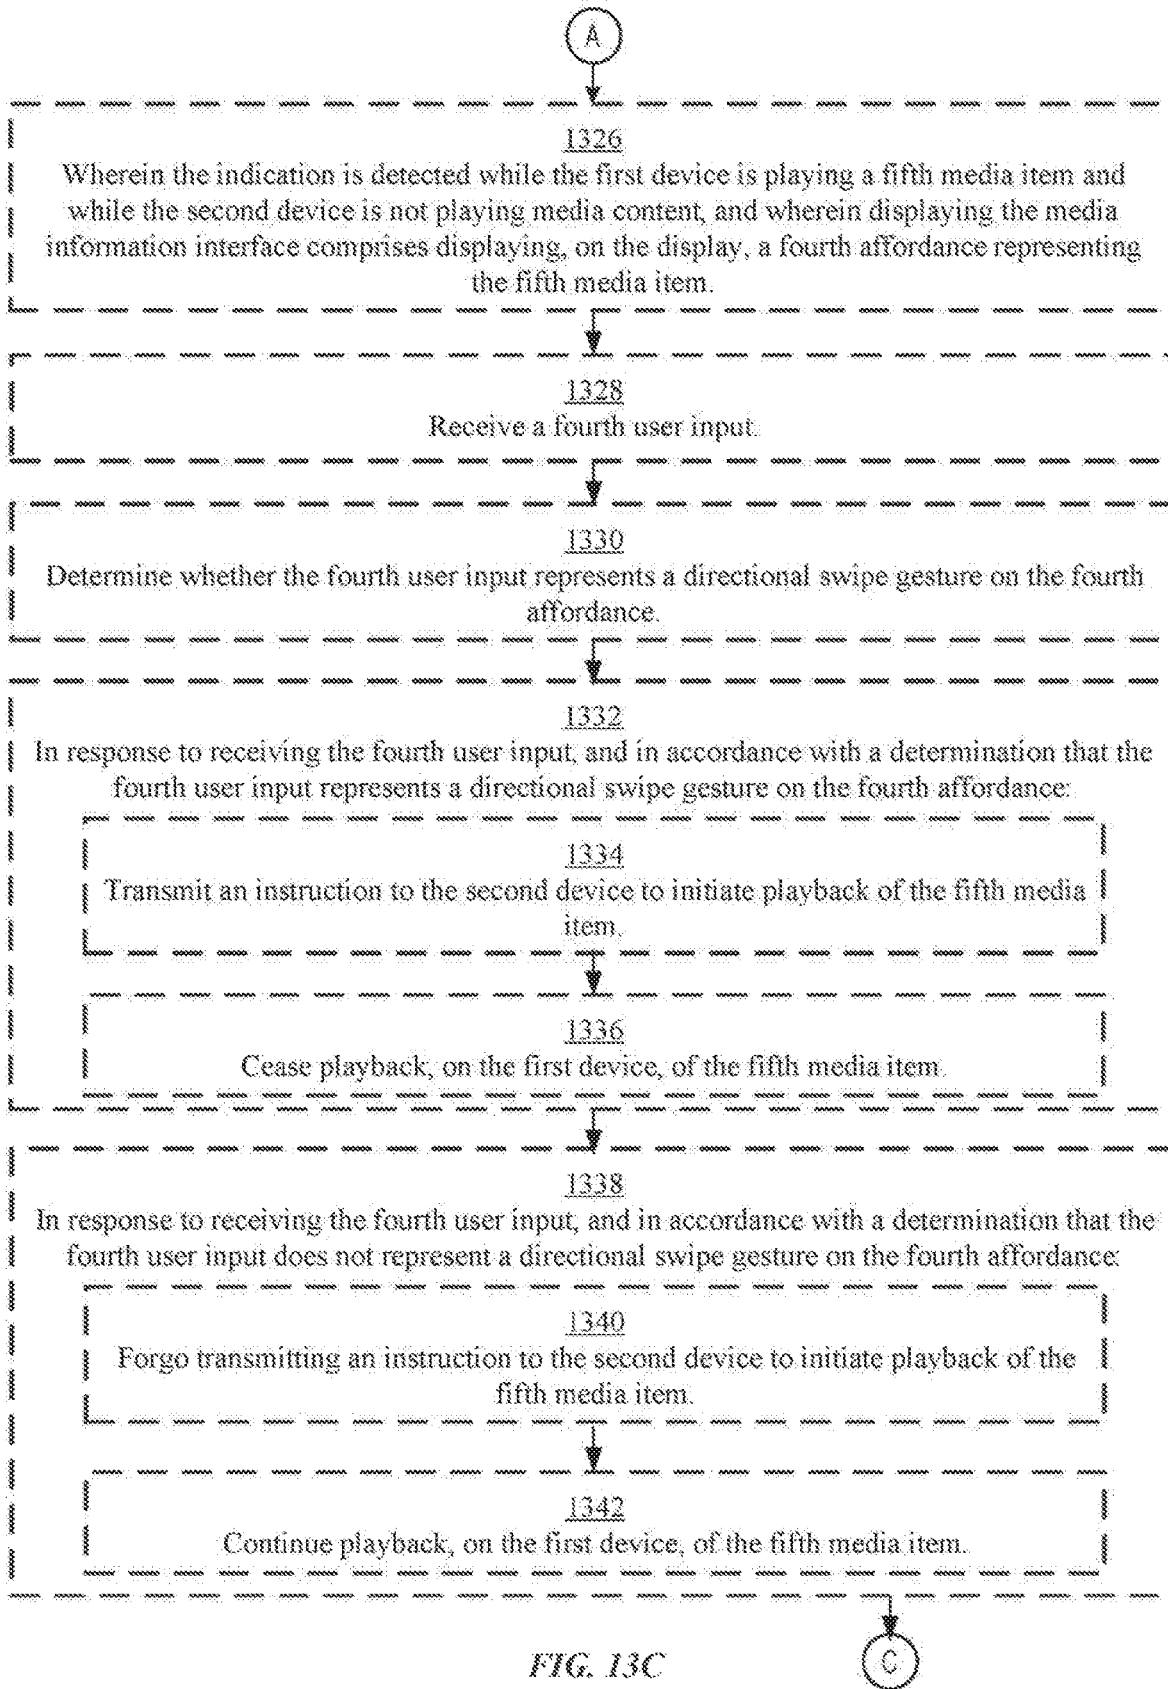 A
1326
Wherein the indication is detected while the first device is playing a fifth media item and
while the second device is not playing media content, and wherein displaying the media
information interface comprises displaying, on the display, a fourth affordance representing
the fifth media item.
1328
Receive a fourth user input.
1330
Determine whether the fourth user input represents a directional swipe gesture on the fourth
affordance.
1332
In response to receiving the fourth user input, and in accordance with a determination that the
fourth user input represents a directional swipe gesture on the fourth affordance:
1334
Transmit an instruction to the second device to initiate playback of the fifth media
item.
1336
Cease playback, on the first device, of the fifth media item.
1338
In response to receiving the fourth user input, and in accordance with a determination that the
fourth user input does not represent a directional swipe gesture on the fourth affordance:
1340
Forgo transmitting an instruction to the second device to initiate playback of the
fifth media item.
1342
Continue playback, on the first device, of the fifth media item.
FIG. 13C
C